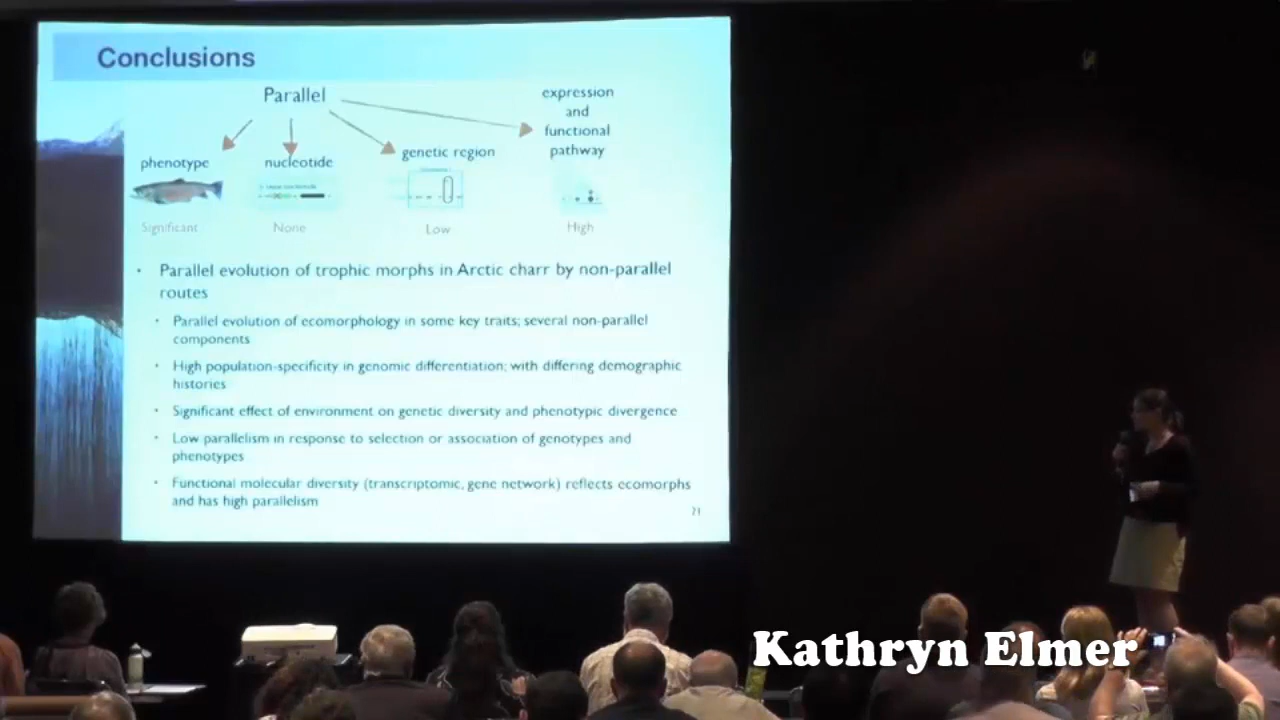 Conclusions
Parallel
expression
and
functional
pathway
phenotype
nucleotide
genetic region
Significant
None
Low
High
• Parallel evolution of trophic morphs in Arctic charr by non-parallel
routes
• Parallel evolution of ecomorphology in some key traits; several non-parallel
components
• High population-specificity in genomic differentiation; with differing demographic
histories
• Significant effect of environment on genetic diversity and phenotypic divergence
• Low parallelism in response to selection or association of genotypes and
phenotypes
• Functional molecular diversity (transcriptomic, gene network) reflects ecomorphs
and has high parallelism
21
Kathryn Elmer